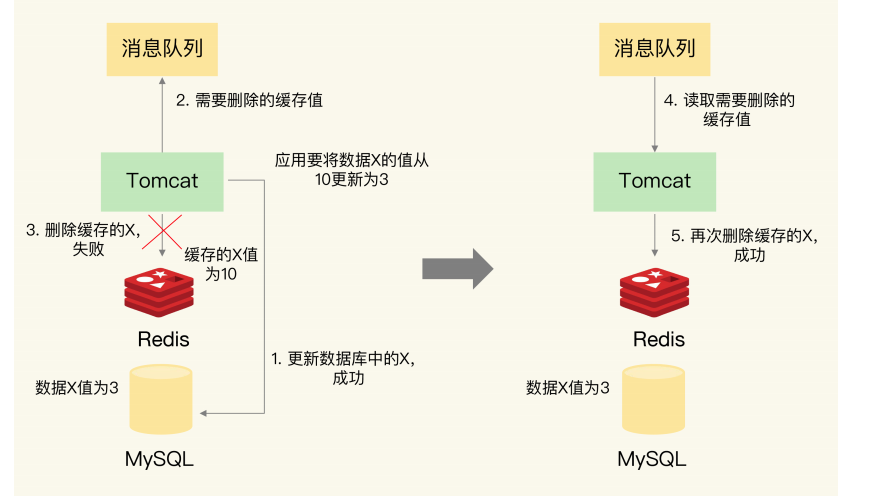 消息队列
2. 需要删除的缓存值
Tomcat
应用要将数据X的值从
10更新为3
3. 删除缓存的X,
失败
缓存的X值
为10
Redis
1. 更新数据库中的X,
成功
数据X值为3
MySQL
消息队列
4. 读取需要删除的
缓存值
Tomcat
5. 再次删除缓存的X,
成功
Redis
数据X值为3
MySQL